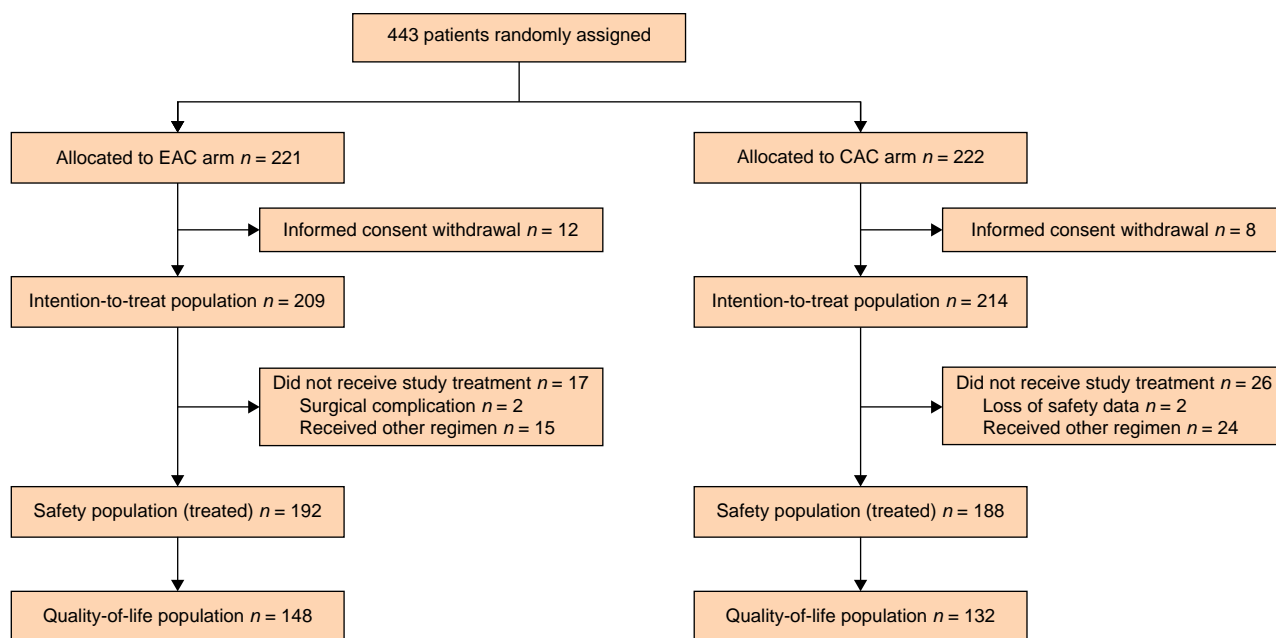 443 patients randomly assigned
Allocated to EAC arm n = 221
Allocated to CAC arm n = 222
Informed consent withdrawal n = 12
Informed consent withdrawal n = 8
Intention-to-treat population n = 209
Intention-to-treat population n = 214
Did not receive study treatment n = 17
Surgical complication n = 2
Received other regimen n = 15
Did not receive study treatment n = 26
Loss of safety data n = 2
Received other regimen n = 24
Safety population (treated) n = 192
Safety population (treated) n = 188
Quality-of-life population n = 148
Quality-of-life population n = 132